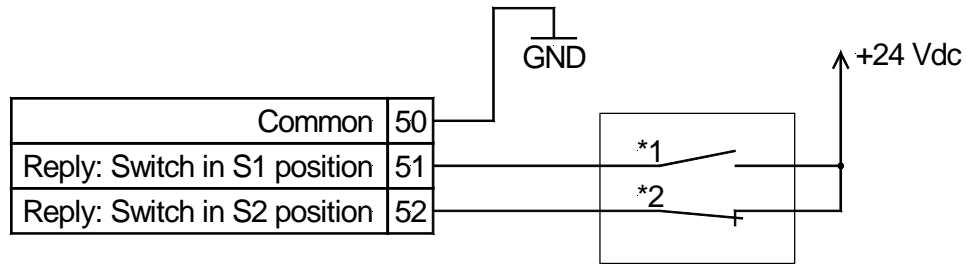 GND
+24 Vdc
Common 50
Reply: Switch in S1 position 51
*1
Reply: Switch in S2 position 52
*2